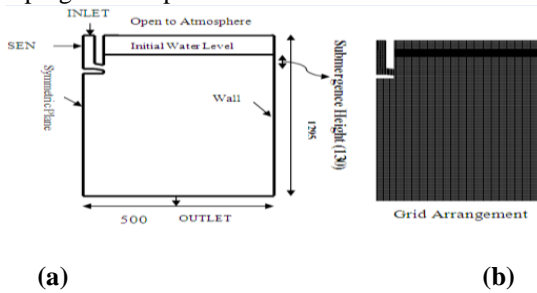 INLET
Open to Atmosphere
SEN
Initial Water Level
Symmetric Plane
Wall
Submergence Height (130)
1295
500
OUTLET
Grid Arrangement
(a)
(b)